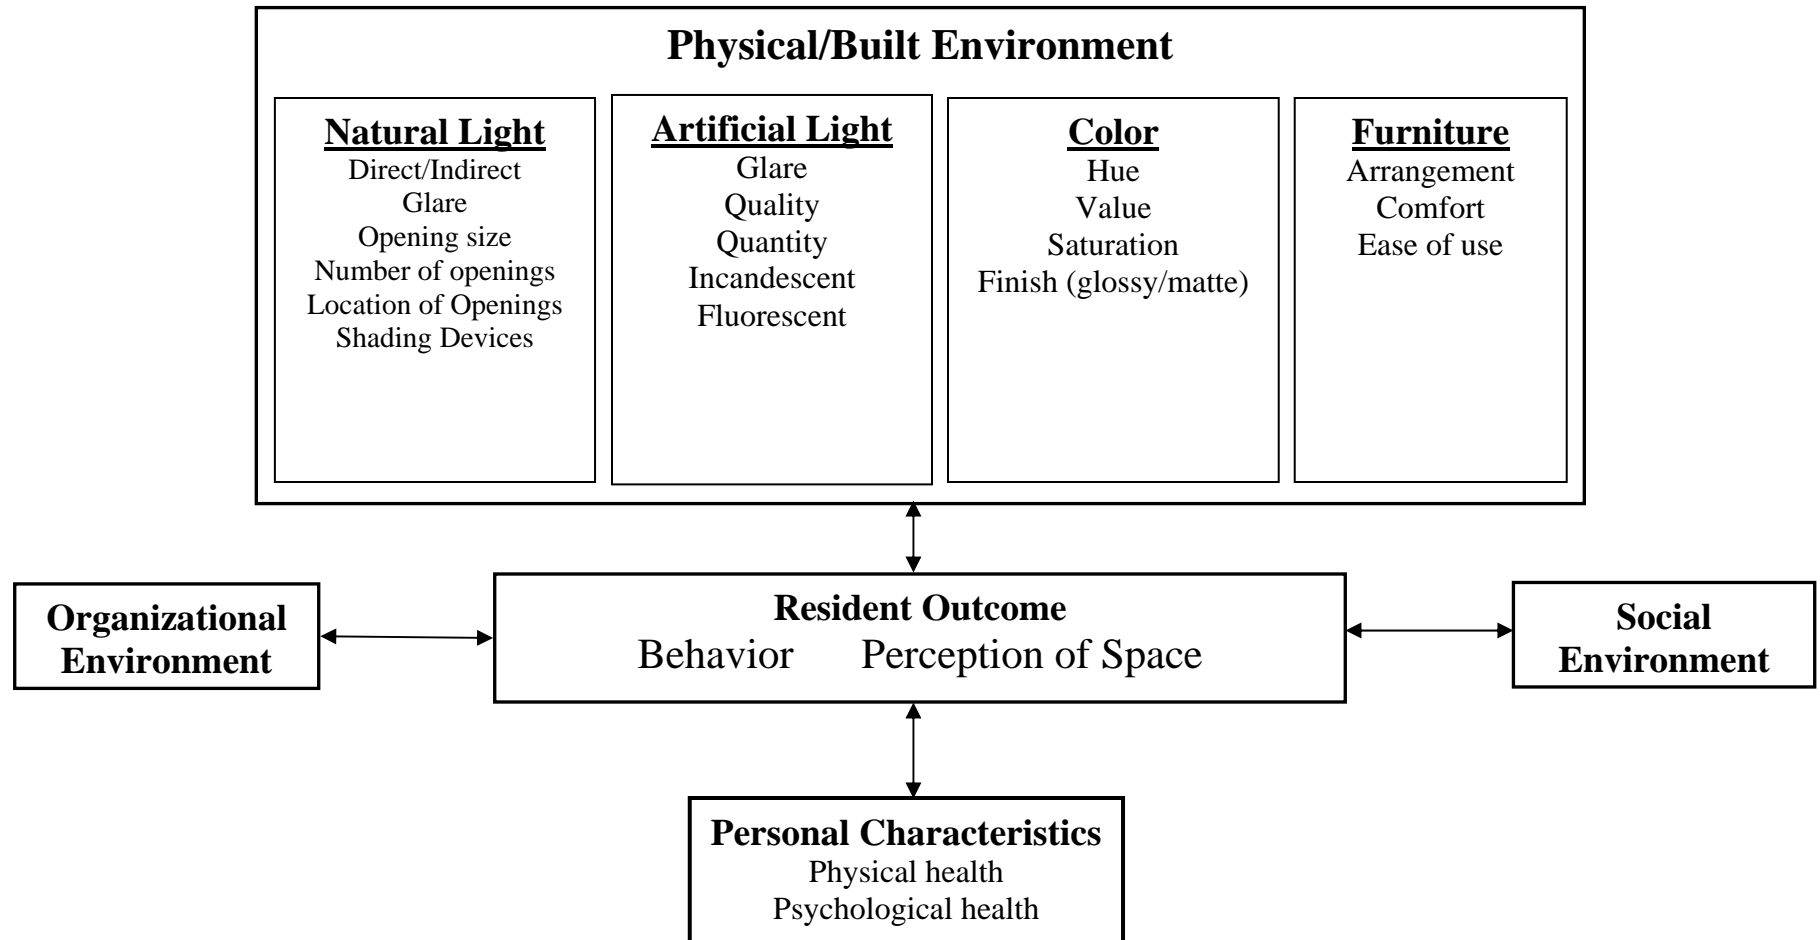 Physical/Built Environment
Natural Light
Direct/Indirect
Glare
Opening size
Number of openings
Location of Openings
Shading Devices
Artificial Light
Glare
Quality
Quantity
Incandescent
Fluorescent
Color
Hue
Value
Saturation
Finish (glossy/matte)
Furniture
Arrangement
Comfort
Ease of use
Organizational
Environment
Resident Outcome
Behavior Perception of Space
Social
Environment
Personal Characteristics
Physical health
Psychological health